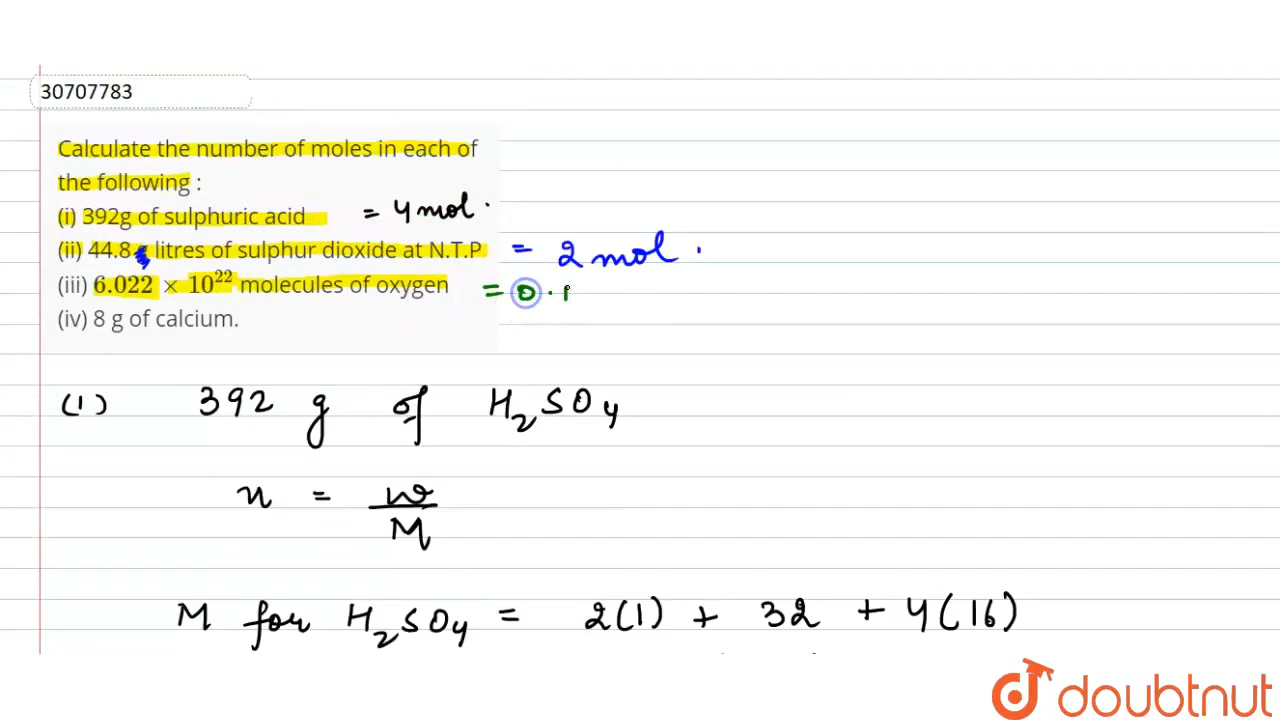 30707783
Calculate the number of moles in each of
the following :
(i) 392g of sulphuric acid = 4 mol.
(ii) 44.8 litres of sulphur dioxide at N.T.P = 2 mol.
(iii) 6.022 × 10²² molecules of oxygen = 0.1
(iv) 8 g of calcium.
(1) 392 g of H₂SO₄
n = w/M
M for H₂SO₄ = 2(1) + 32 + 4(16)
doubtnut